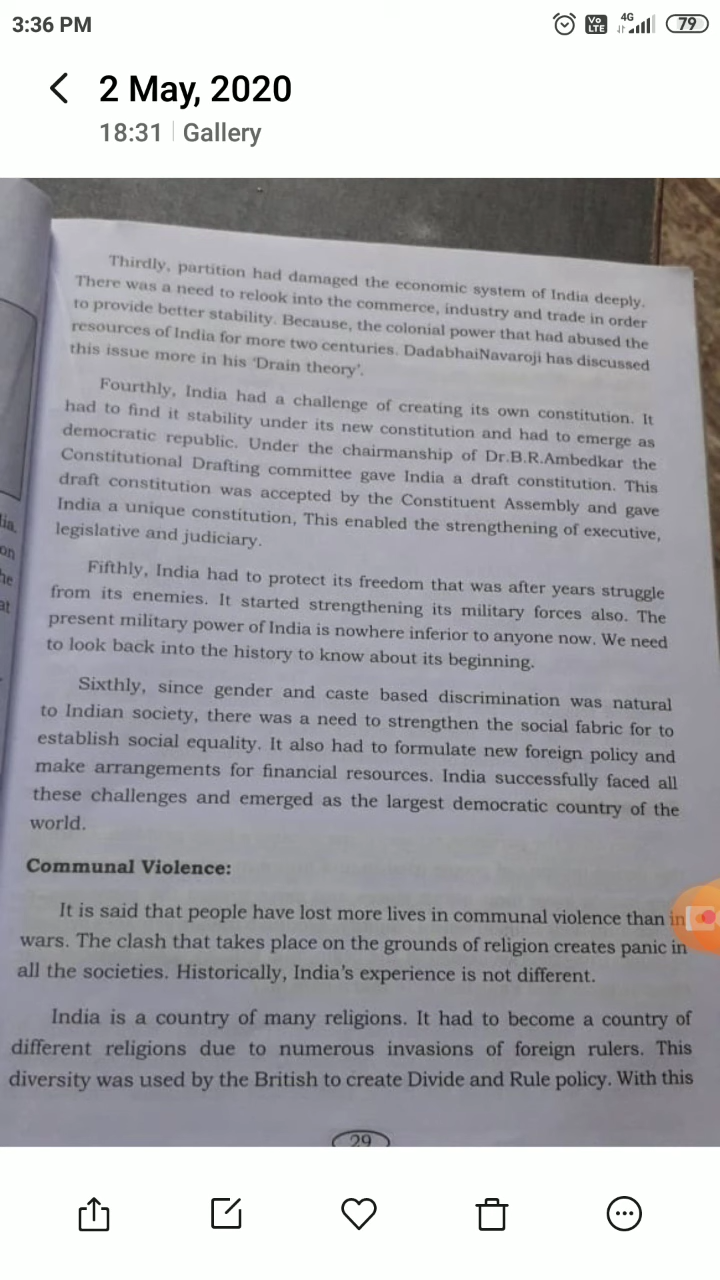 3:36 PM
Vo
LTE
4G
79
2 May, 2020
18:31 | Gallery
Thirdly, partition had damaged the economic system of India deeply.
There was a need to relook into the commerce, industry and trade in order
to provide better stability. Because, the colonial power that had abused the
resources of India for more two centuries. DadabhaiNavaroji has discussed
this issue more in his 'Drain theory'.
Fourthly, India had a challenge of creating its own constitution. It
had to find it stability under its new constitution and had to emerge as
democratic republic. Under the chairmanship of Dr.B.R.Ambedkar the
Constitutional Drafting committee gave India a draft constitution. This
draft constitution was accepted by the Constituent Assembly and gave
India a unique constitution, This enabled the strengthening of executive,
legislative and judiciary.
Fifthly, India had to protect its freedom that was after years struggle
from its enemies. It started strengthening its military forces also. The
present military power of India is nowhere inferior to anyone now. We need
to look back into the history to know about its beginning.
Sixthly, since gender and caste based discrimination was natural
to Indian society, there was a need to strengthen the social fabric for to
establish social equality. It also had to formulate new foreign policy and
make arrangements for financial resources. India successfully faced all
these challenges and emerged as the largest democratic country of the
world.
Communal Violence:
It is said that people have lost more lives in communal violence than in
wars. The clash that takes place on the grounds of religion creates panic in
all the societies. Historically, India's experience is not different.
India is a country of many religions. It had to become a country of
different religions due to numerous invasions of foreign rulers. This
diversity was used by the British to create Divide and Rule policy. With this
29